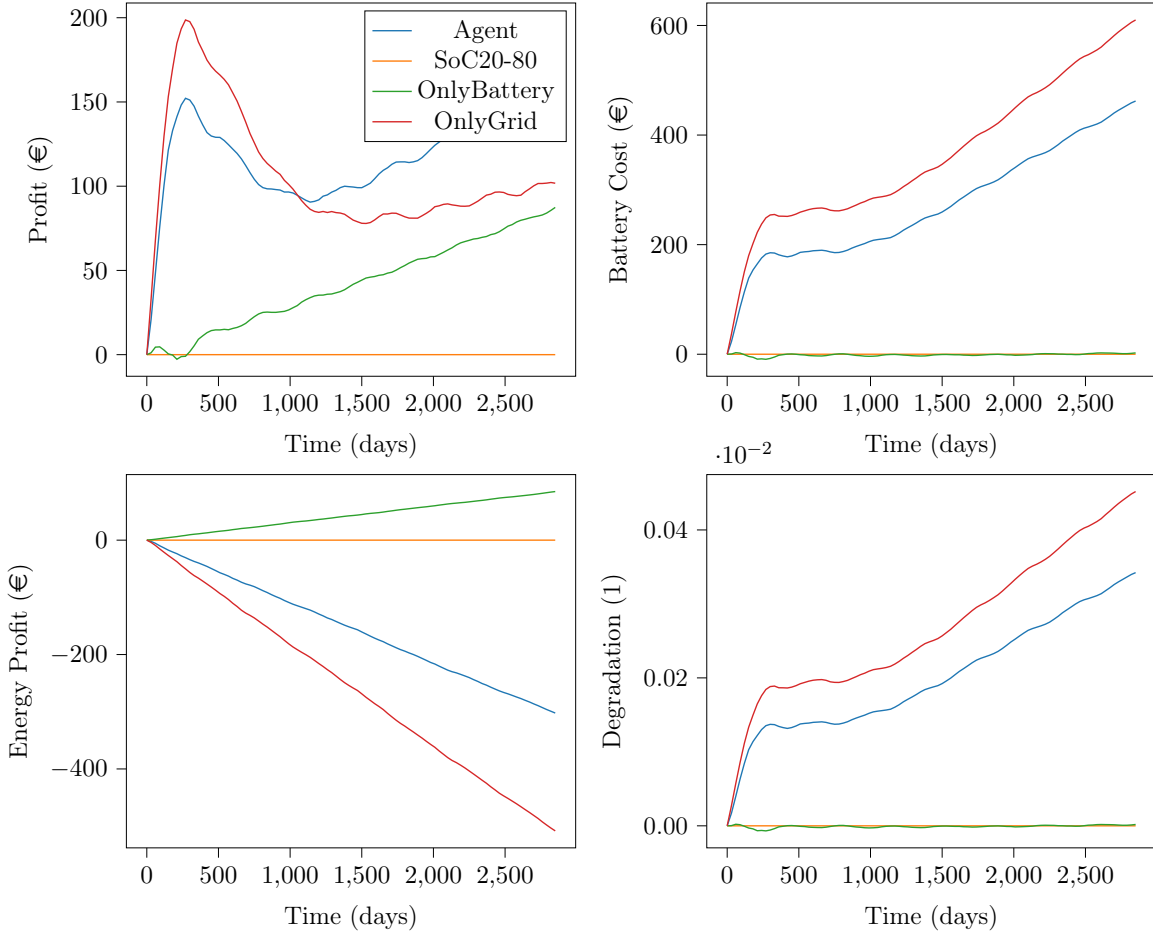 200
150
100
50
0
Profit (€)
0 500 1,000 1,500 2,000 2,500
Time (days)
Agent
SoC20-80
OnlyBattery
OnlyGrid
600
400
200
0
Battery Cost (€)
0 500 1,000 1,500 2,000 2,500
Time (days)
0
−200
−400
Energy Profit (€)
0 500 1,000 1,500 2,000 2,500
Time (days)
·10⁻²
0.04
0.02
0.00
Degradation (1)
0 500 1,000 1,500 2,000 2,500
Time (days)